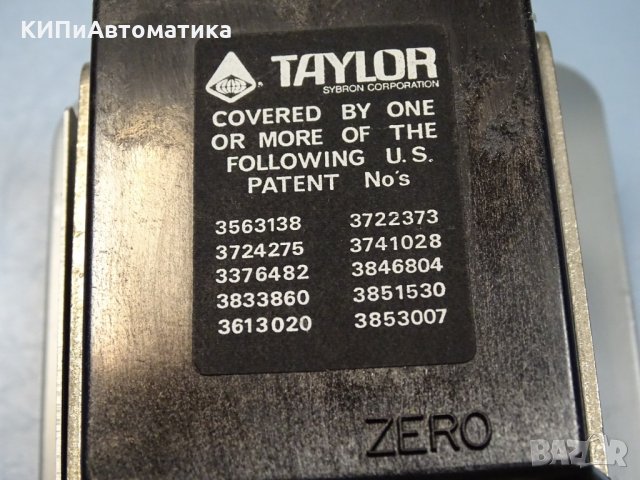 КИПиАвтоматика
TAYLOR
SYBRON CORPORATION
COVERED BY ONE
OR MORE OF THE
FOLLOWING U.S.
PATENT No's
3563138 3722373
3724275 3741028
3376482 3846804
3833860 3851530
3613020 3853007
ZERO
BAZAR